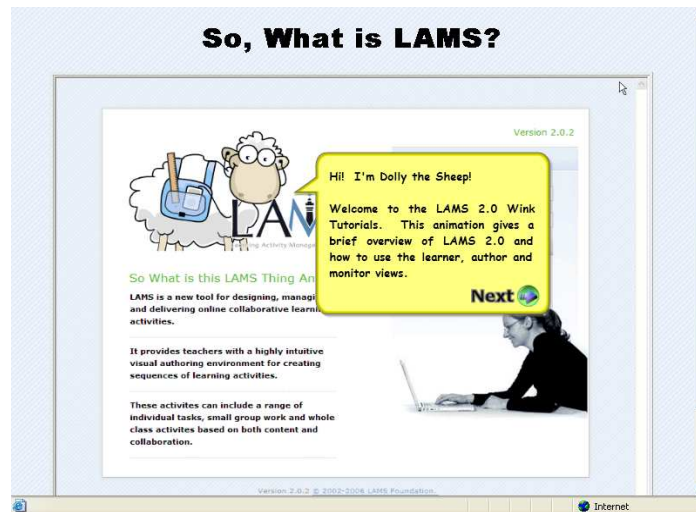 So, What is LAMS?
Version 2.0.2
Hi! I'm Dolly the Sheep!
Welcome to the LAMS 2.0 Wink
Tutorials. This animation gives a
brief overview of LAMS 2.0 and
how to use the learner, author and
monitor views.
Next
LAM
Learning Activity Manage
So What is this LAMS Thing An
LAMS is a new tool for designing, managi
and delivering online collaborative learni
activities.
It provides teachers with a highly intuitive
visual authoring environment for creating
sequences of learning activities.
These activites can include a range of
individual tasks, small group work and whole
class activites based on both content and
collaboration.
Version 2.0.2 © 2002-2006 LAMS Foundation.
Internet